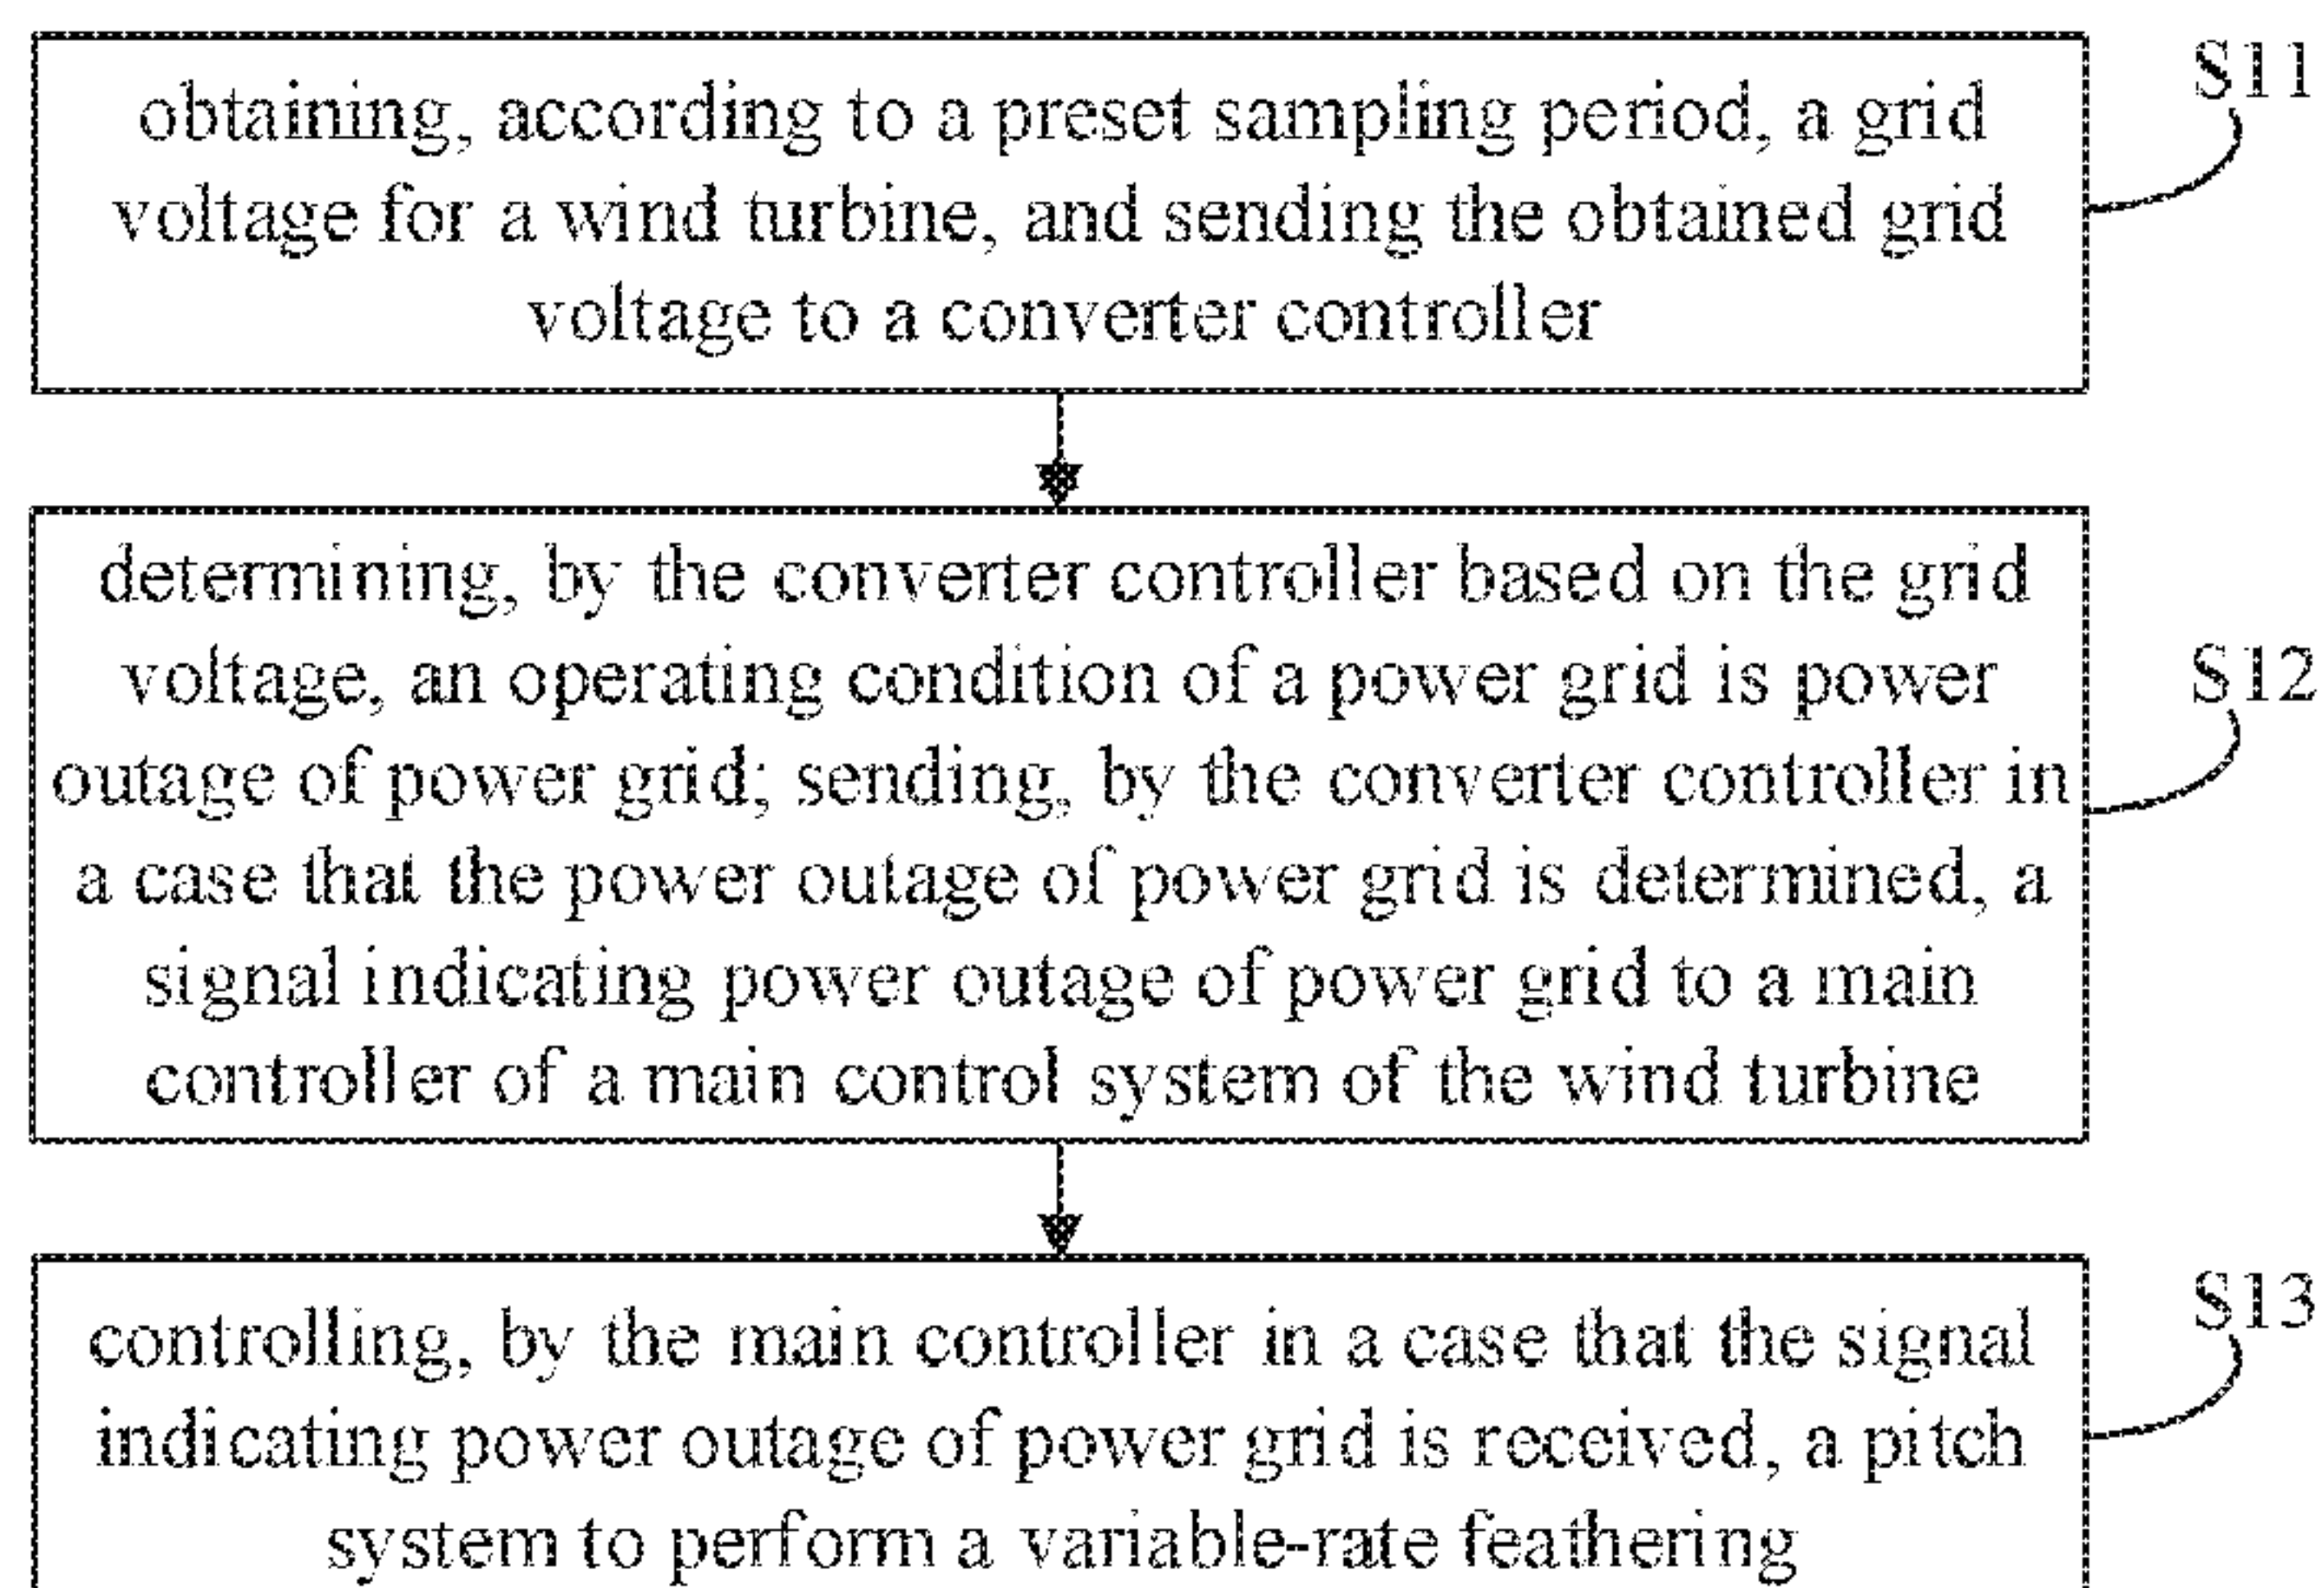 obtaining, according to a preset sampling period, a grid
voltage for a wind turbine, and sending the obtained grid
voltage to a converter controller
S11
determining, by the converter controller based on the grid
voltage, an operating condition of a power grid is power
outage of power grid; sending, by the converter controller in
a case that the power outage of power grid is determined, a
signal indicating power outage of power grid to a main
controller of a main control system of the wind turbine
S12
controlling, by the main controller in a case that the signal
indicating power outage of power grid is received, a pitch
system to perform a variable-rate feathering
S13